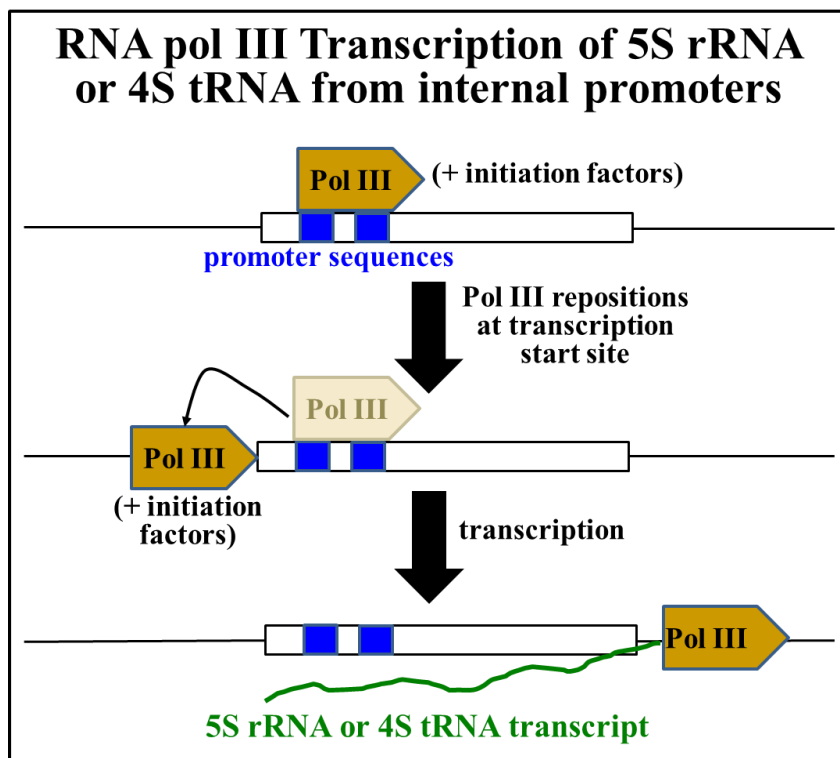 RNA pol III Transcription of 5S rRNA
or 4S tRNA from internal promoters
Pol III
(+ initiation factors)
promoter sequences
Pol III repositions
at transcription
start site
Pol III
Pol III
(+ initiation
factors)
transcription
Pol III
5S rRNA or 4S tRNA transcript